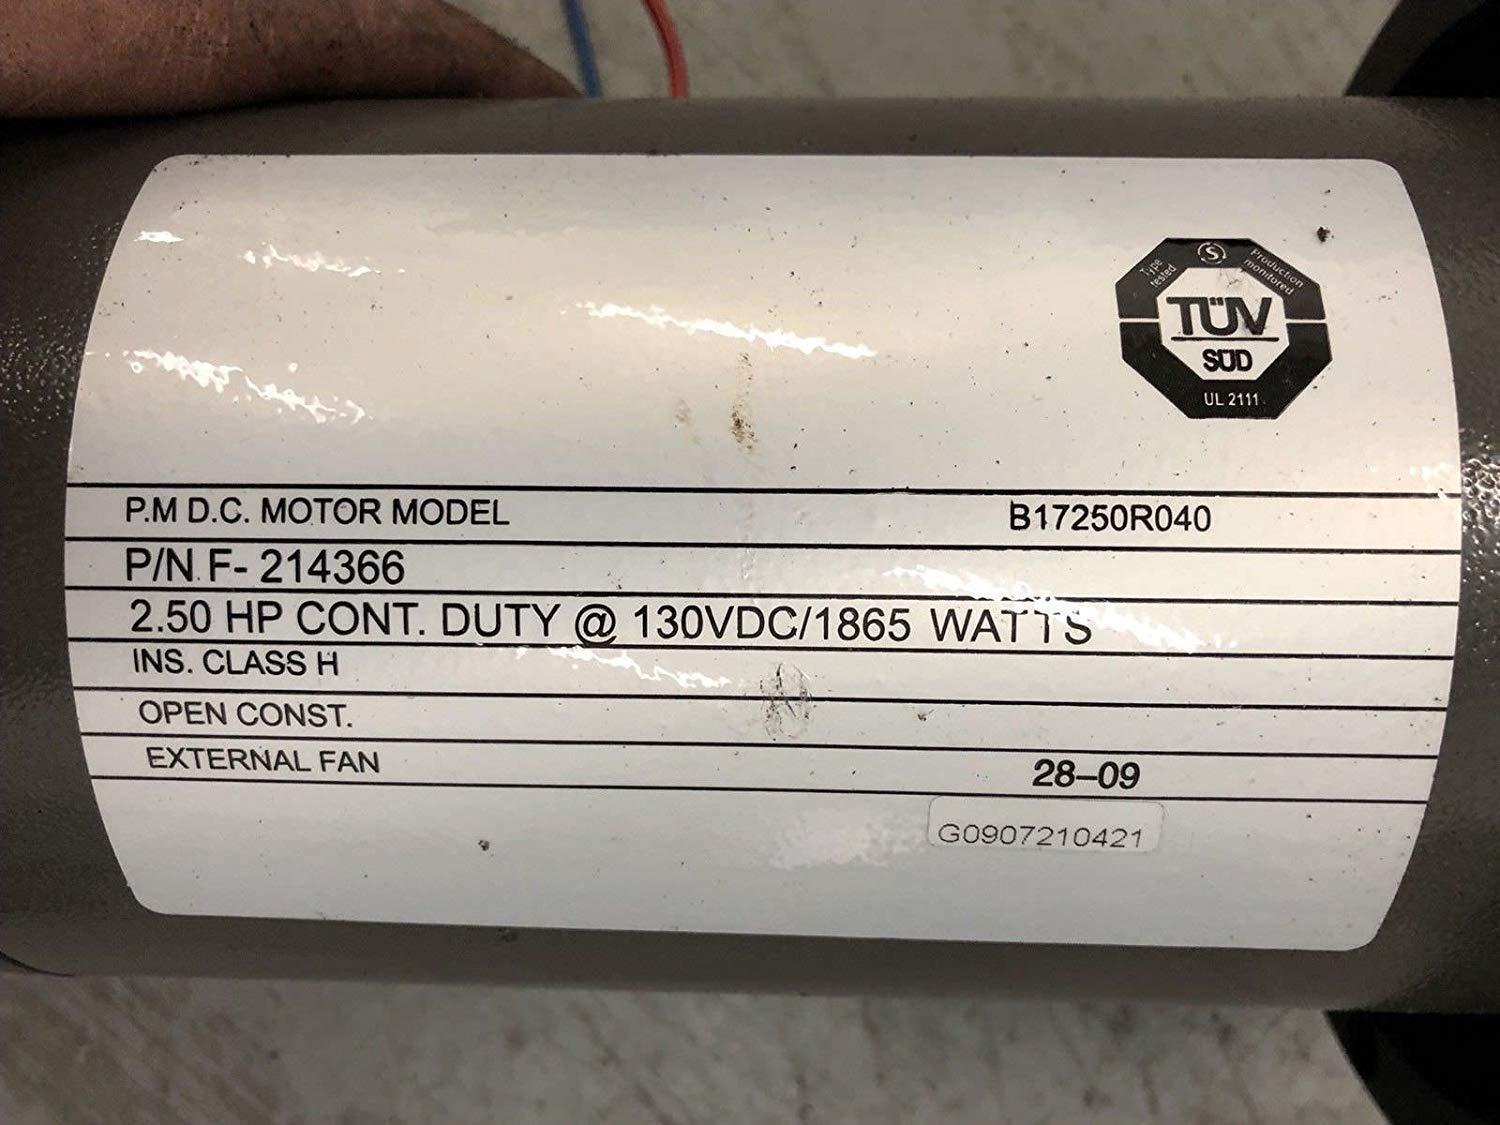 Type tested
S
Production monitored
TÜV
SÜD
UL 2111
P.M D.C. MOTOR MODEL B17250R040
P/N F- 214366
2.50 HP CONT. DUTY @ 130VDC/1865 WATTS
INS. CLASS H
OPEN CONST.
EXTERNAL FAN 28-09
G0907210421